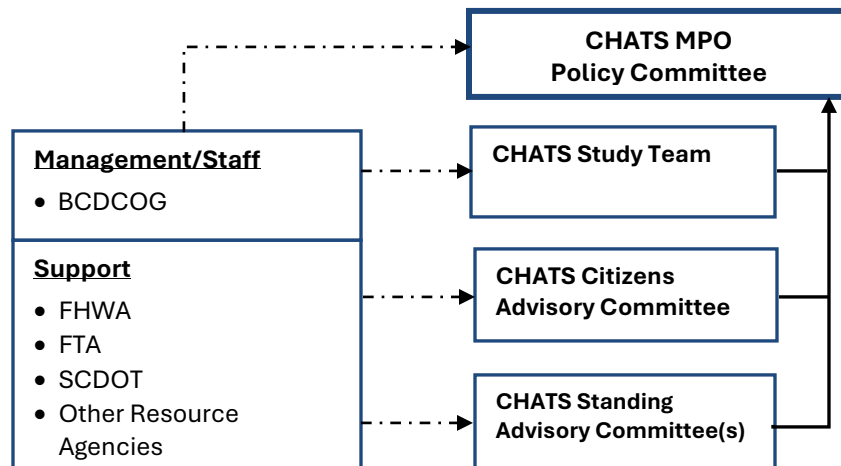 CHATS MPO
Policy Committee
Management/Staff
• BCDCOG
Support
• FHWA
• FTA
• SCDOT
• Other Resource
Agencies
CHATS Study Team
CHATS Citizens
Advisory Committee
CHATS Standing
Advisory Committee(s)